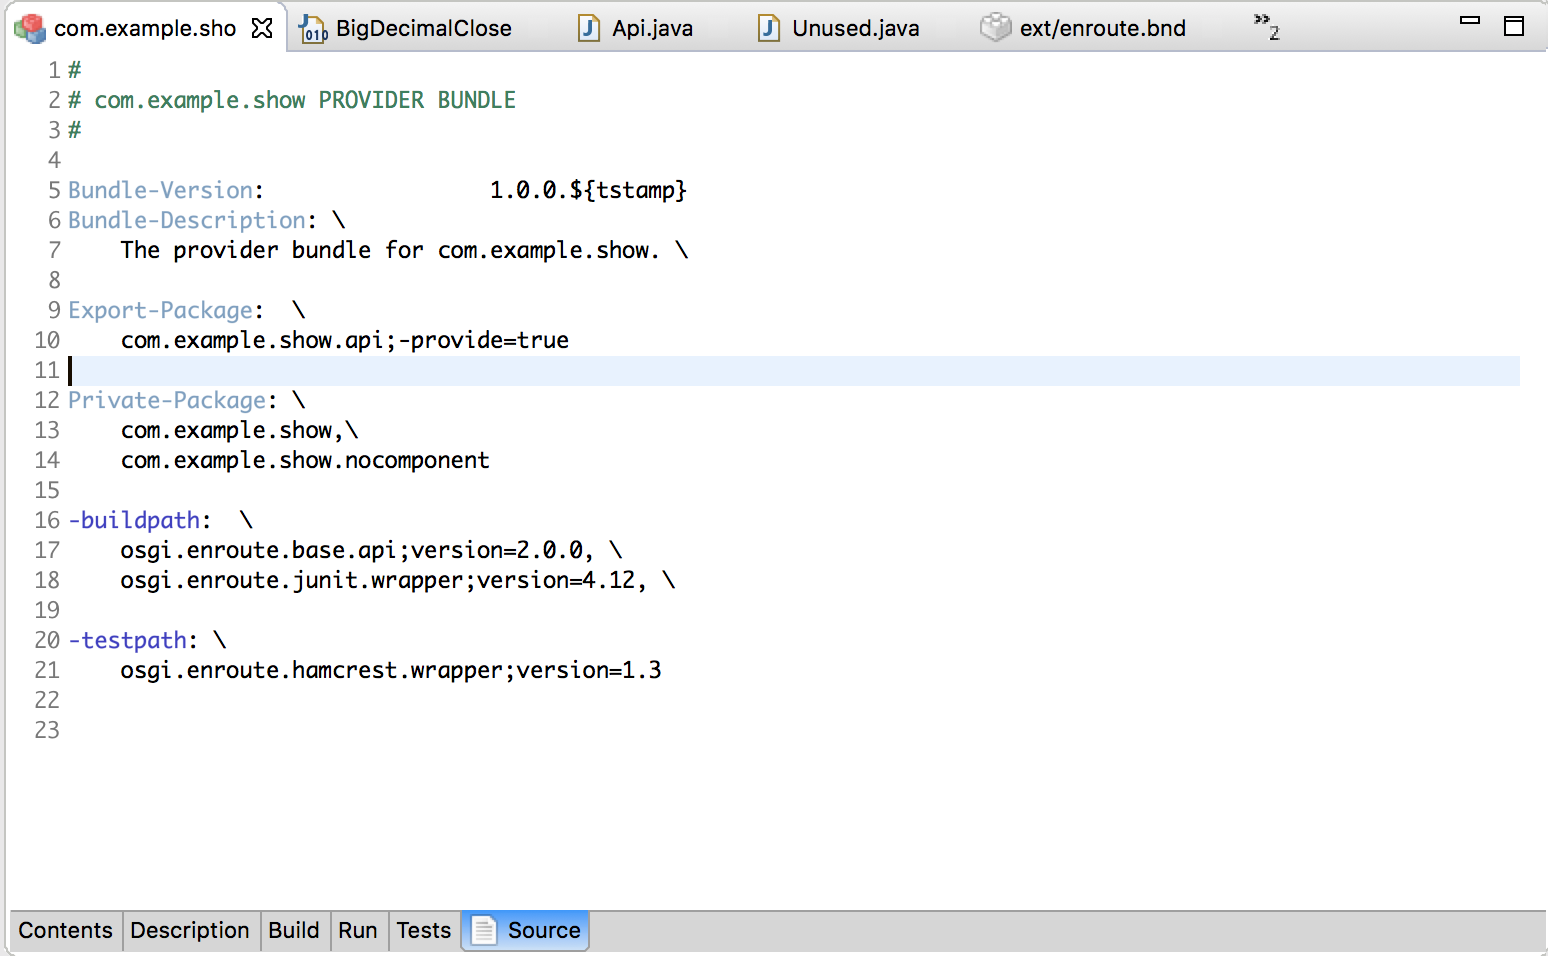 com.example.sho BigDecimalClose Api.java Unused.java ext/enroute.bnd »2
1 #
2 # com.example.show PROVIDER BUNDLE
3 #
4
5 Bundle-Version: 1.0.0.${tstamp}
6 Bundle-Description: \
7 The provider bundle for com.example.show. \
8
9 Export-Package: \
10 com.example.show.api;-provide=true
11
12 Private-Package: \
13 com.example.show,\
14 com.example.show.nocomponent
15
16 -buildpath: \
17 osgi.enroute.base.api;version=2.0.0, \
18 osgi.enroute.junit.wrapper;version=4.12, \
19
20 -testpath: \
21 osgi.enroute.hamcrest.wrapper;version=1.3
22
23
Contents Description Build Run Tests Source